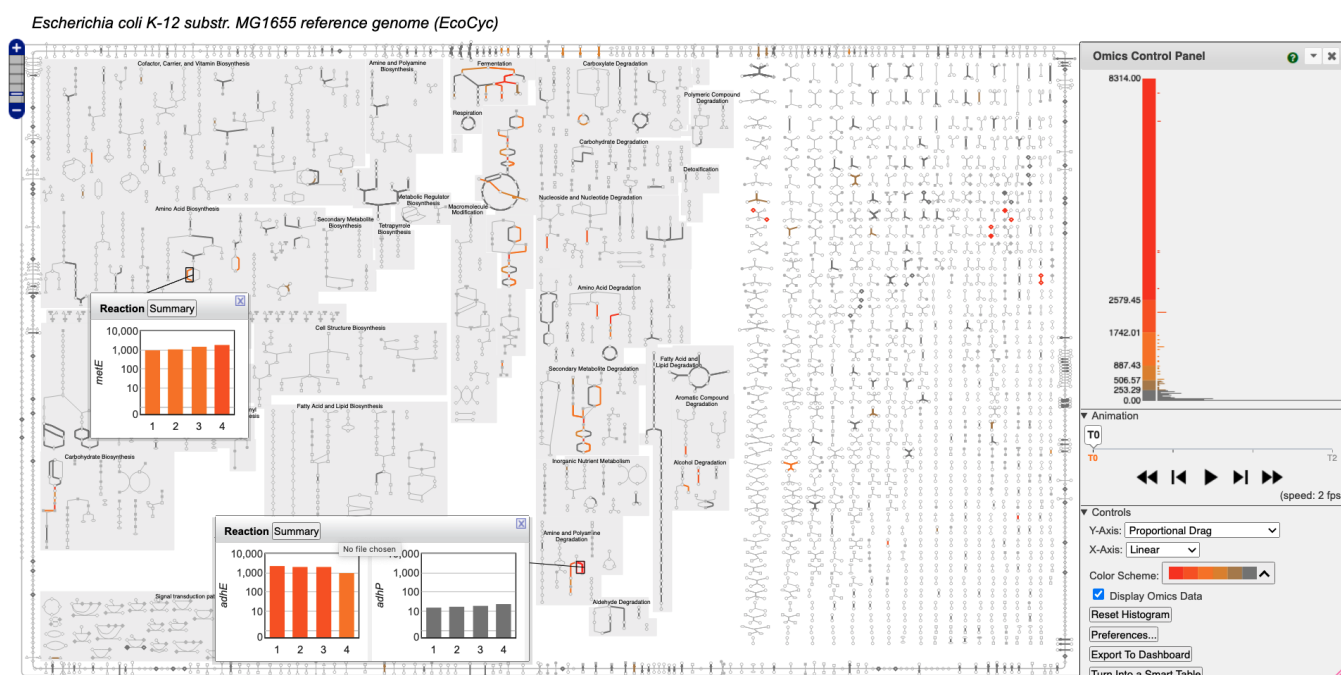 Escherichia coli K-12 substr. MG1655 reference genome (EcoCyc)
+
−
Cofactor, Carrier, and Vitamin Biosynthesis
Amine and Polyamine
Biosynthesis
Fermentation
Carboxylate Degradation
Polymeric Compound
Degradation
Respiration
Carbohydrate Degradation
Detoxification
Metabolic Regulator
Biosynthesis
Macromolecule
Modification
Nucleoside and Nucleotide Degradation
Amino Acid Biosynthesis
Secondary Metabolite
Biosynthesis
Tetrapyrrole
Biosynthesis
Amino Acid Degradation
Cell Structure Biosynthesis
Fatty Acid and
Lipid Degradation
Secondary Metabolite Degradation
Aromatic Compound
Degradation
Fatty Acid and Lipid Biosynthesis
Carbohydrate Biosynthesis
Inorganic Nutrient Metabolism
Alcohol Degradation
Amine and Polyamine
Degradation
Aldehyde Degradation
Signal transduction pat
Reaction Summary
X
10,000
1,000
100
10
0
metE
1 2 3 4
Reaction Summary
X
No file chosen
10,000
1,000
100
10
0
adhE
1 2 3 4
10,000
1,000
100
10
0
adhP
1 2 3 4
Omics Control Panel
?
8314.00
2579.45
1742.01
887.43
506.57
253.29
0.00
Animation
T0
T0
T2
(speed: 2 fps
Controls
Y-Axis: Proportional Drag
X-Axis: Linear
Color Scheme:
Display Omics Data
Reset Histogram
Preferences...
Export To Dashboard
Turn Into a Smart Table